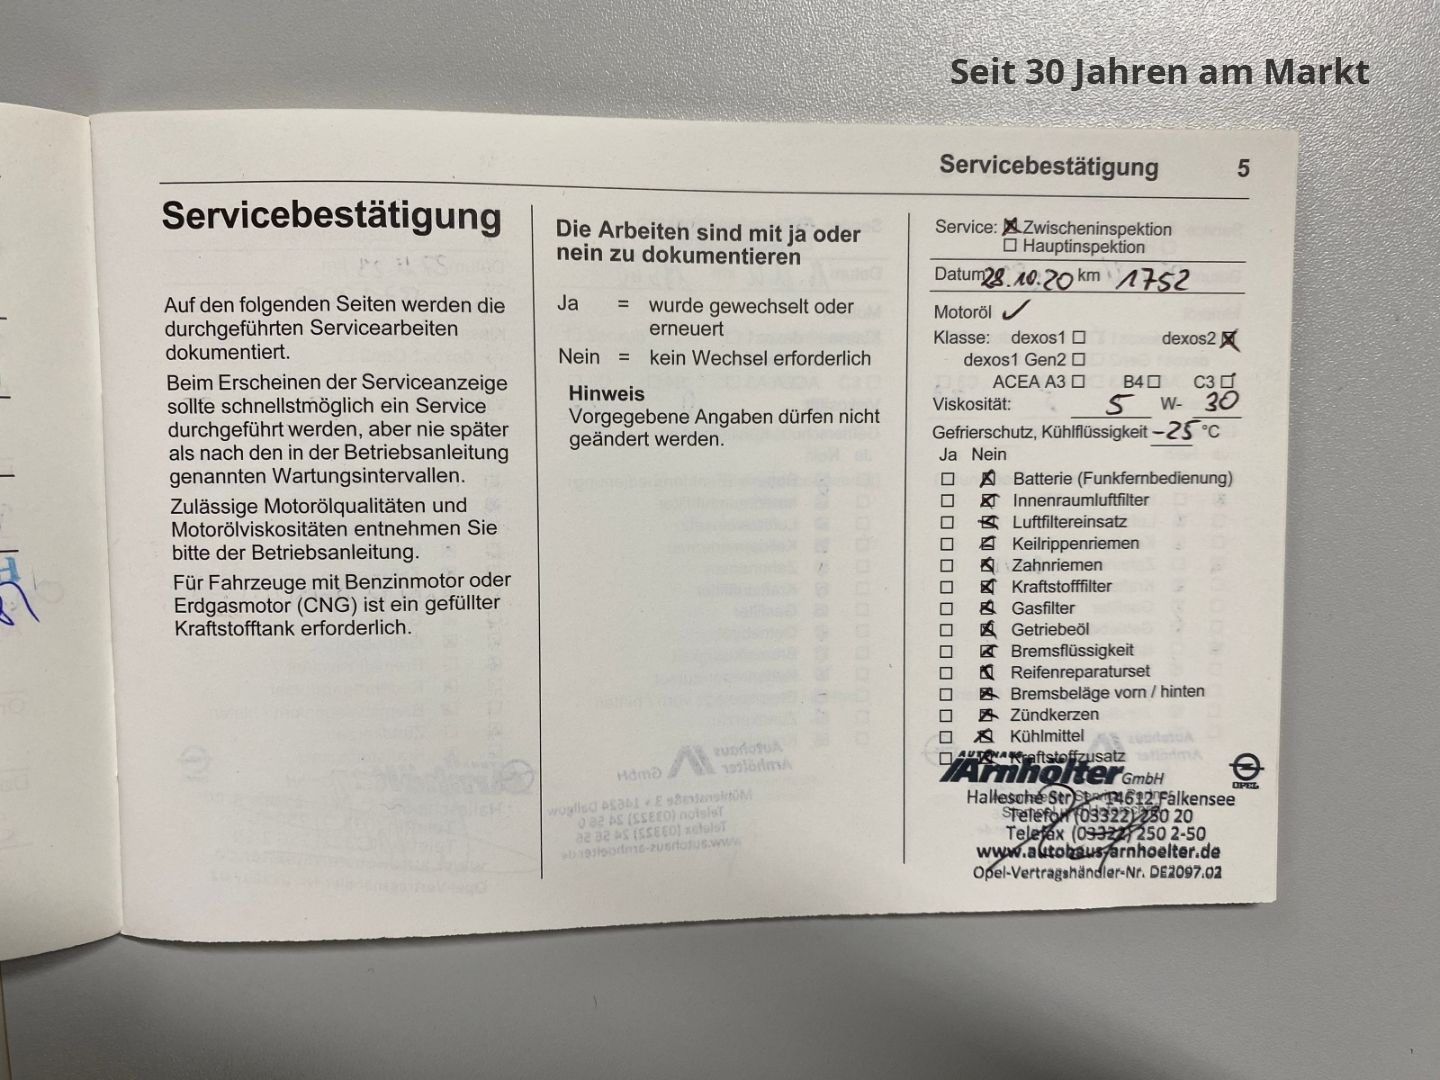 Seit 30 Jahren am Markt
Servicebestätigung 5
Servicebestätigung
Auf den folgenden Seiten werden die
durchgeführten Servicearbeiten
dokumentiert.
Beim Erscheinen der Serviceanzeige
sollte schnellstmöglich ein Service
durchgeführt werden, aber nie später
als nach den in der Betriebsanleitung
genannten Wartungsintervallen.
Zulässige Motorölqualitäten und
Motorölviskositäten entnehmen Sie
bitte der Betriebsanleitung.
Für Fahrzeuge mit Benzinmotor oder
Erdgasmotor (CNG) ist ein gefüllter
Kraftstofftank erforderlich.
Die Arbeiten sind mit ja oder
nein zu dokumentieren
Ja = wurde gewechselt oder
erneuert
Nein = kein Wechsel erforderlich
Hinweis
Vorgegebene Angaben dürfen nicht
geändert werden.
Service: Zwischeninspektion
Hauptinspektion
Datum 28.10.20 km 1752
Motoröl
Klasse: dexos1 dexos2
dexos1 Gen2
ACEA A3 B4 C3
Viskosität: 5 W- 30
Gefrierschutz, Kühlflüssigkeit -25 °C
Ja Nein
Batterie (Funkfernbedienung)
Innenraumluftfilter
Luftfiltereinsatz
Keilrippenriemen
Zahnriemen
Kraftstofffilter
Gasfilter
Getriebeöl
Bremsflüssigkeit
Reifenreparaturset
Bremsbeläge vorn / hinten
Zündkerzen
Kühlmittel
Kraftstoffzusatz
AUTOHAUS
Arnhölter GmbH
OPEL
Hallesche Str. 14612 Falkensee
Telefon (03322) 250 20
Telefax (03322) 250 2-50
www.autohaus-arnhoelter.de
Opel-Vertragshändler-Nr. DE2097.02